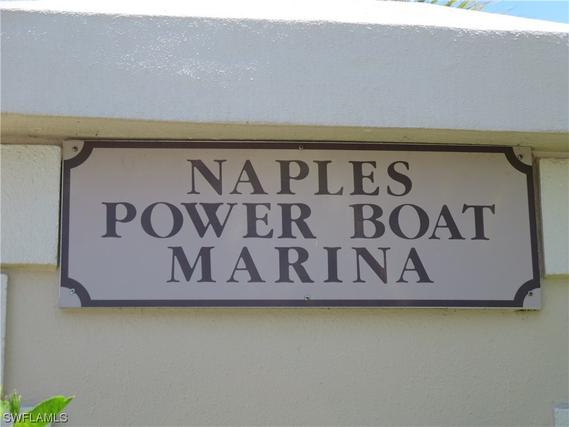 NAPLES
POWER BOAT
MARINA
SWFLAMLS